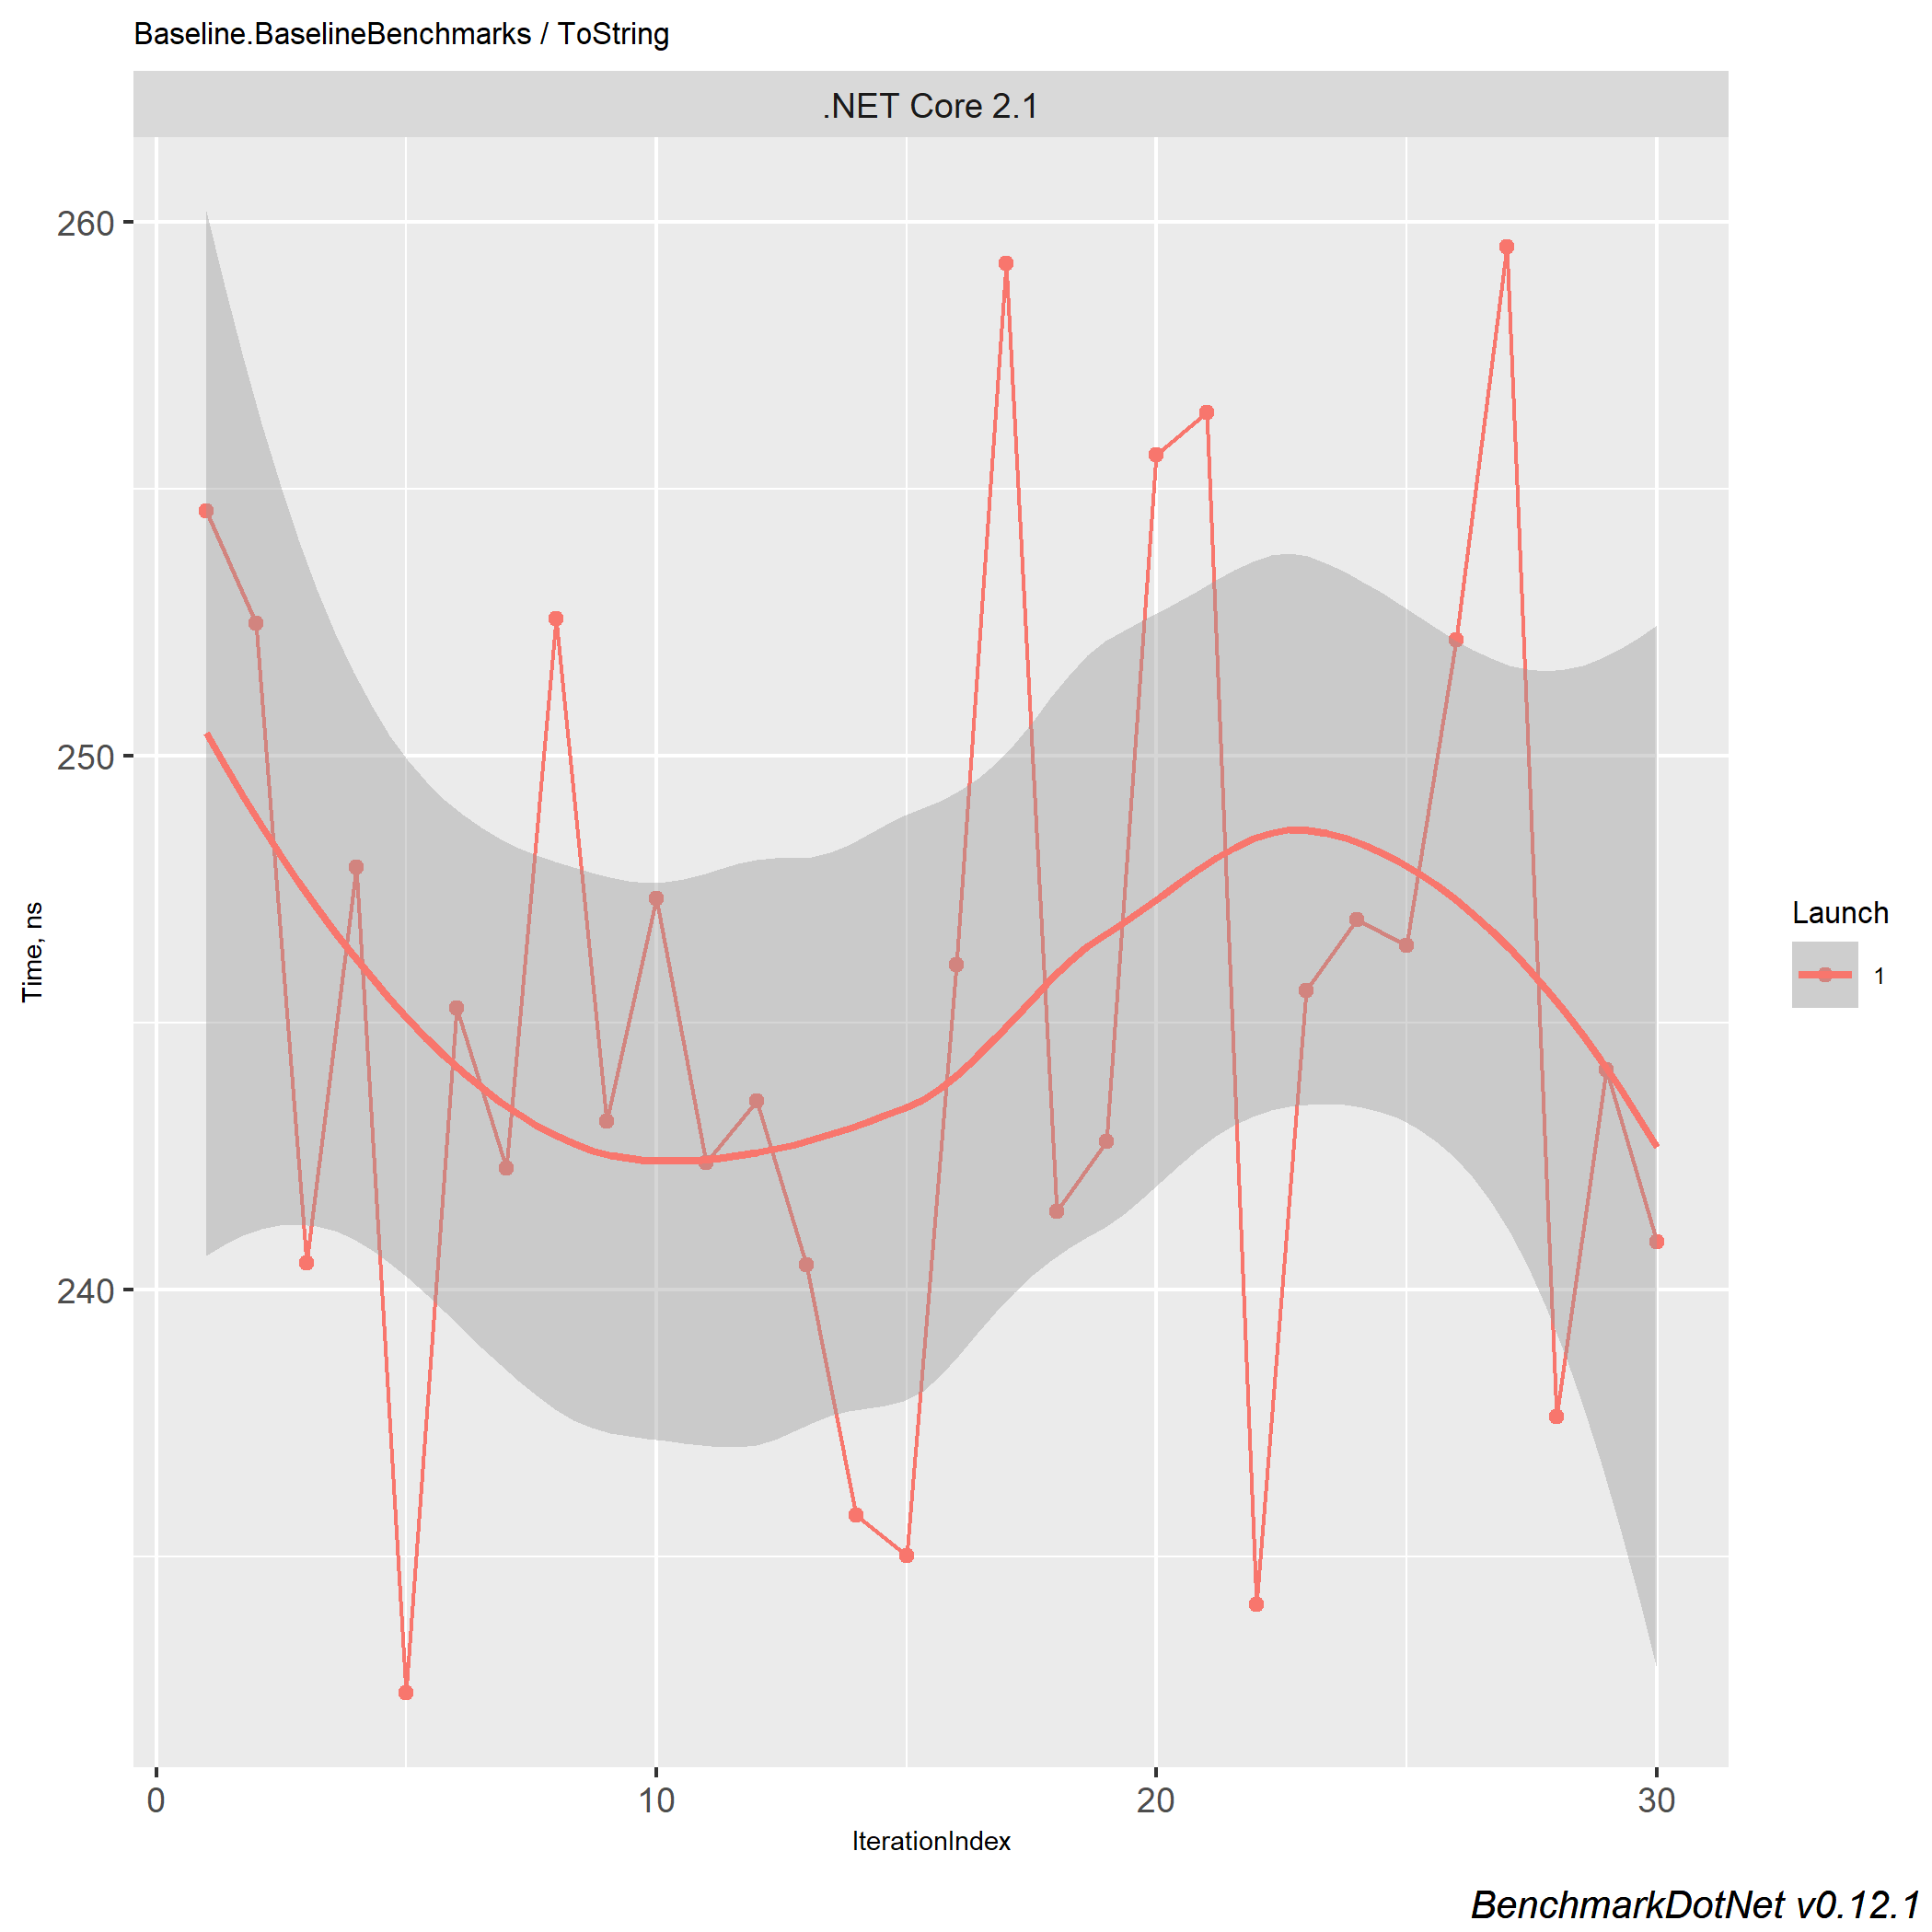 Baseline.BaselineBenchmarks / ToString
.NET Core 2.1
260
250
240
Time, ns
Launch
1
0 10 20 30
IterationIndex
BenchmarkDotNet v0.12.1